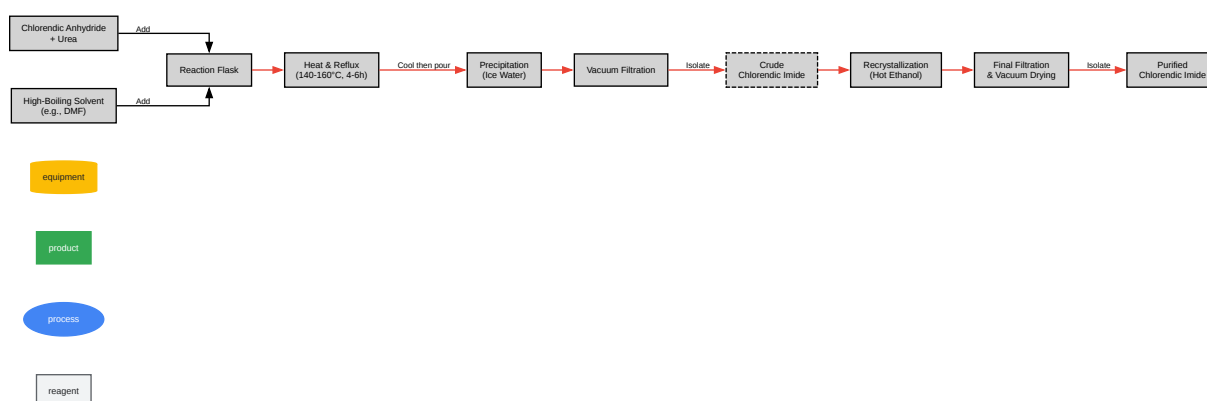 Chlorendic Anhydride
+ Urea
Add
Reaction Flask
Heat & Reflux
(140-160°C, 4-6h)
Cool then pour
Precipitation
(Ice Water)
Vacuum Filtration
Isolate
Crude
Chlorendic Imide
Recrystallization
(Hot Ethanol)
Final Filtration
& Vacuum Drying
Isolate
Purified
Chlorendic Imide
High-Boiling Solvent
(e.g., DMF)
Add
equipment
product
process
reagent